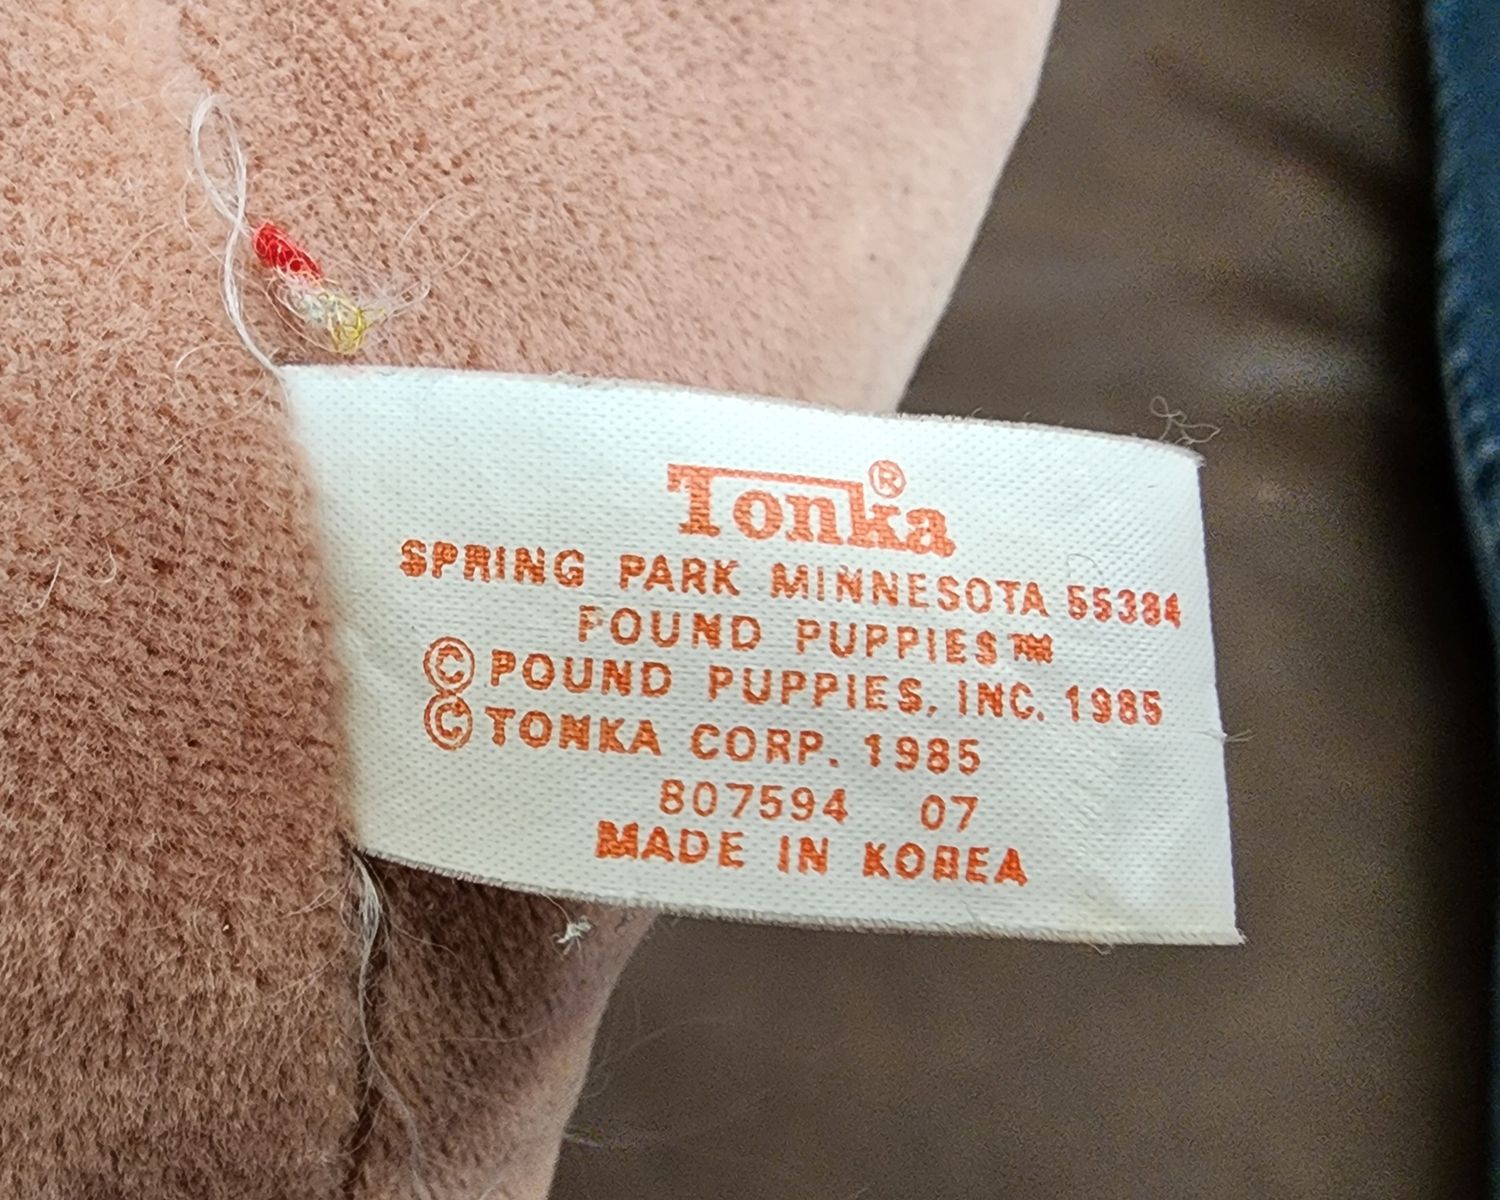 Tonka®
SPRING PARK MINNESOTA 55384
POUND PUPPIES™
© POUND PUPPIES, INC. 1985
© TONKA CORP. 1985
807594 07
MADE IN KOREA